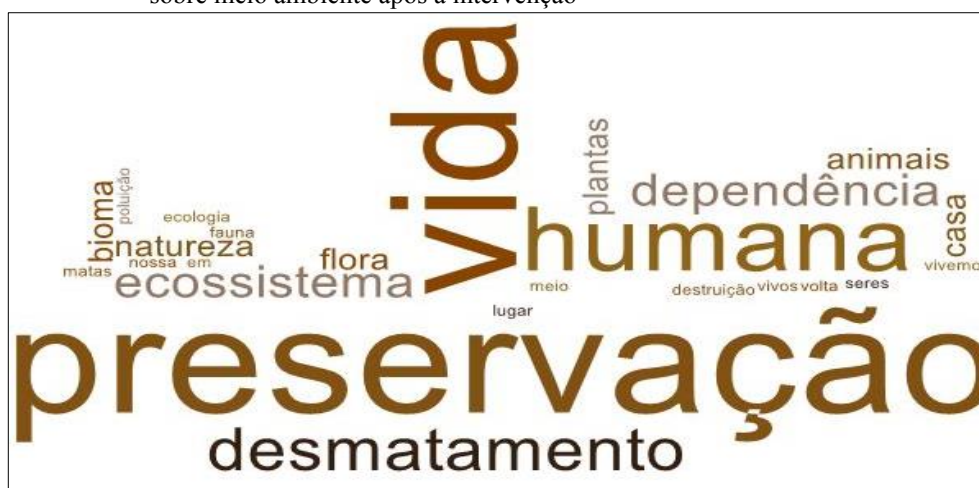 sobre meio ambiente após a intervenção
vida
plantas
animais
bioma
poluição
dependência
casa
ecologia
fauna
humana
natureza
nossa em
flora
matas
vivemo
ecossistema
meio
destruição vivos volta seres
lugar
preservação
desmatamento